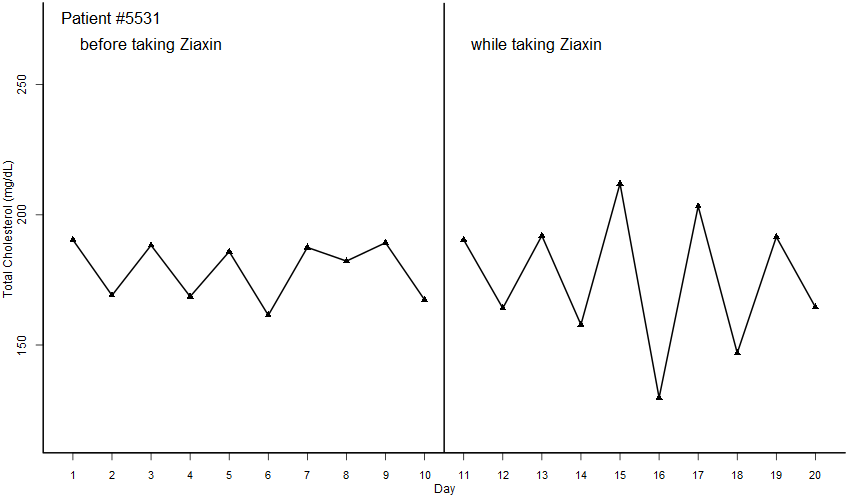 Patient #5531
before taking Ziaxin
while taking Ziaxin
Total Cholesterol (mg/dL)
250
200
150
1 2 3 4 5 6 7 8 9 10 11 12 13 14 15 16 17 18 19 20
Day